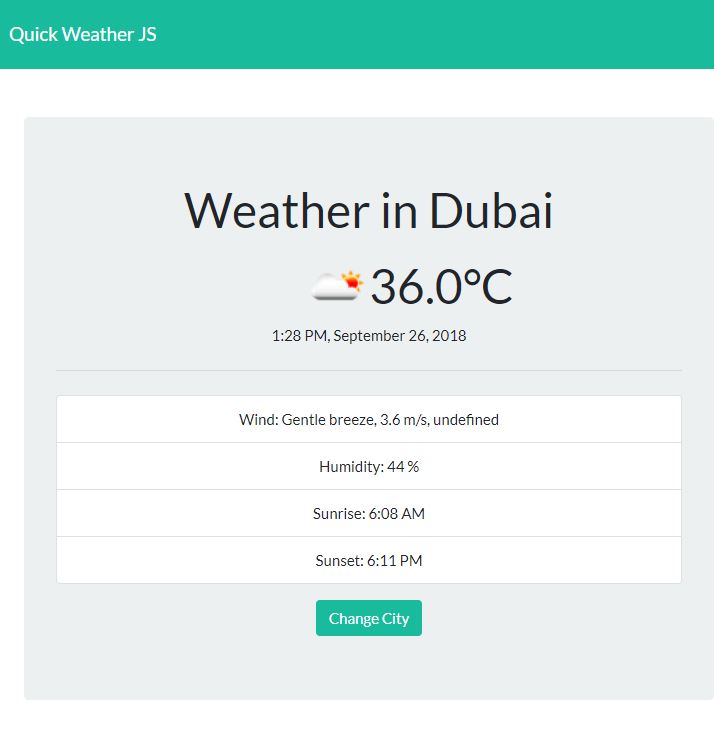 Quick Weather JS
Weather in Dubai
36.0°C
1:28 PM, September 26, 2018
Wind: Gentle breeze, 3.6 m/s, undefined
Humidity: 44 %
Sunrise: 6:08 AM
Sunset: 6:11 PM
Change City